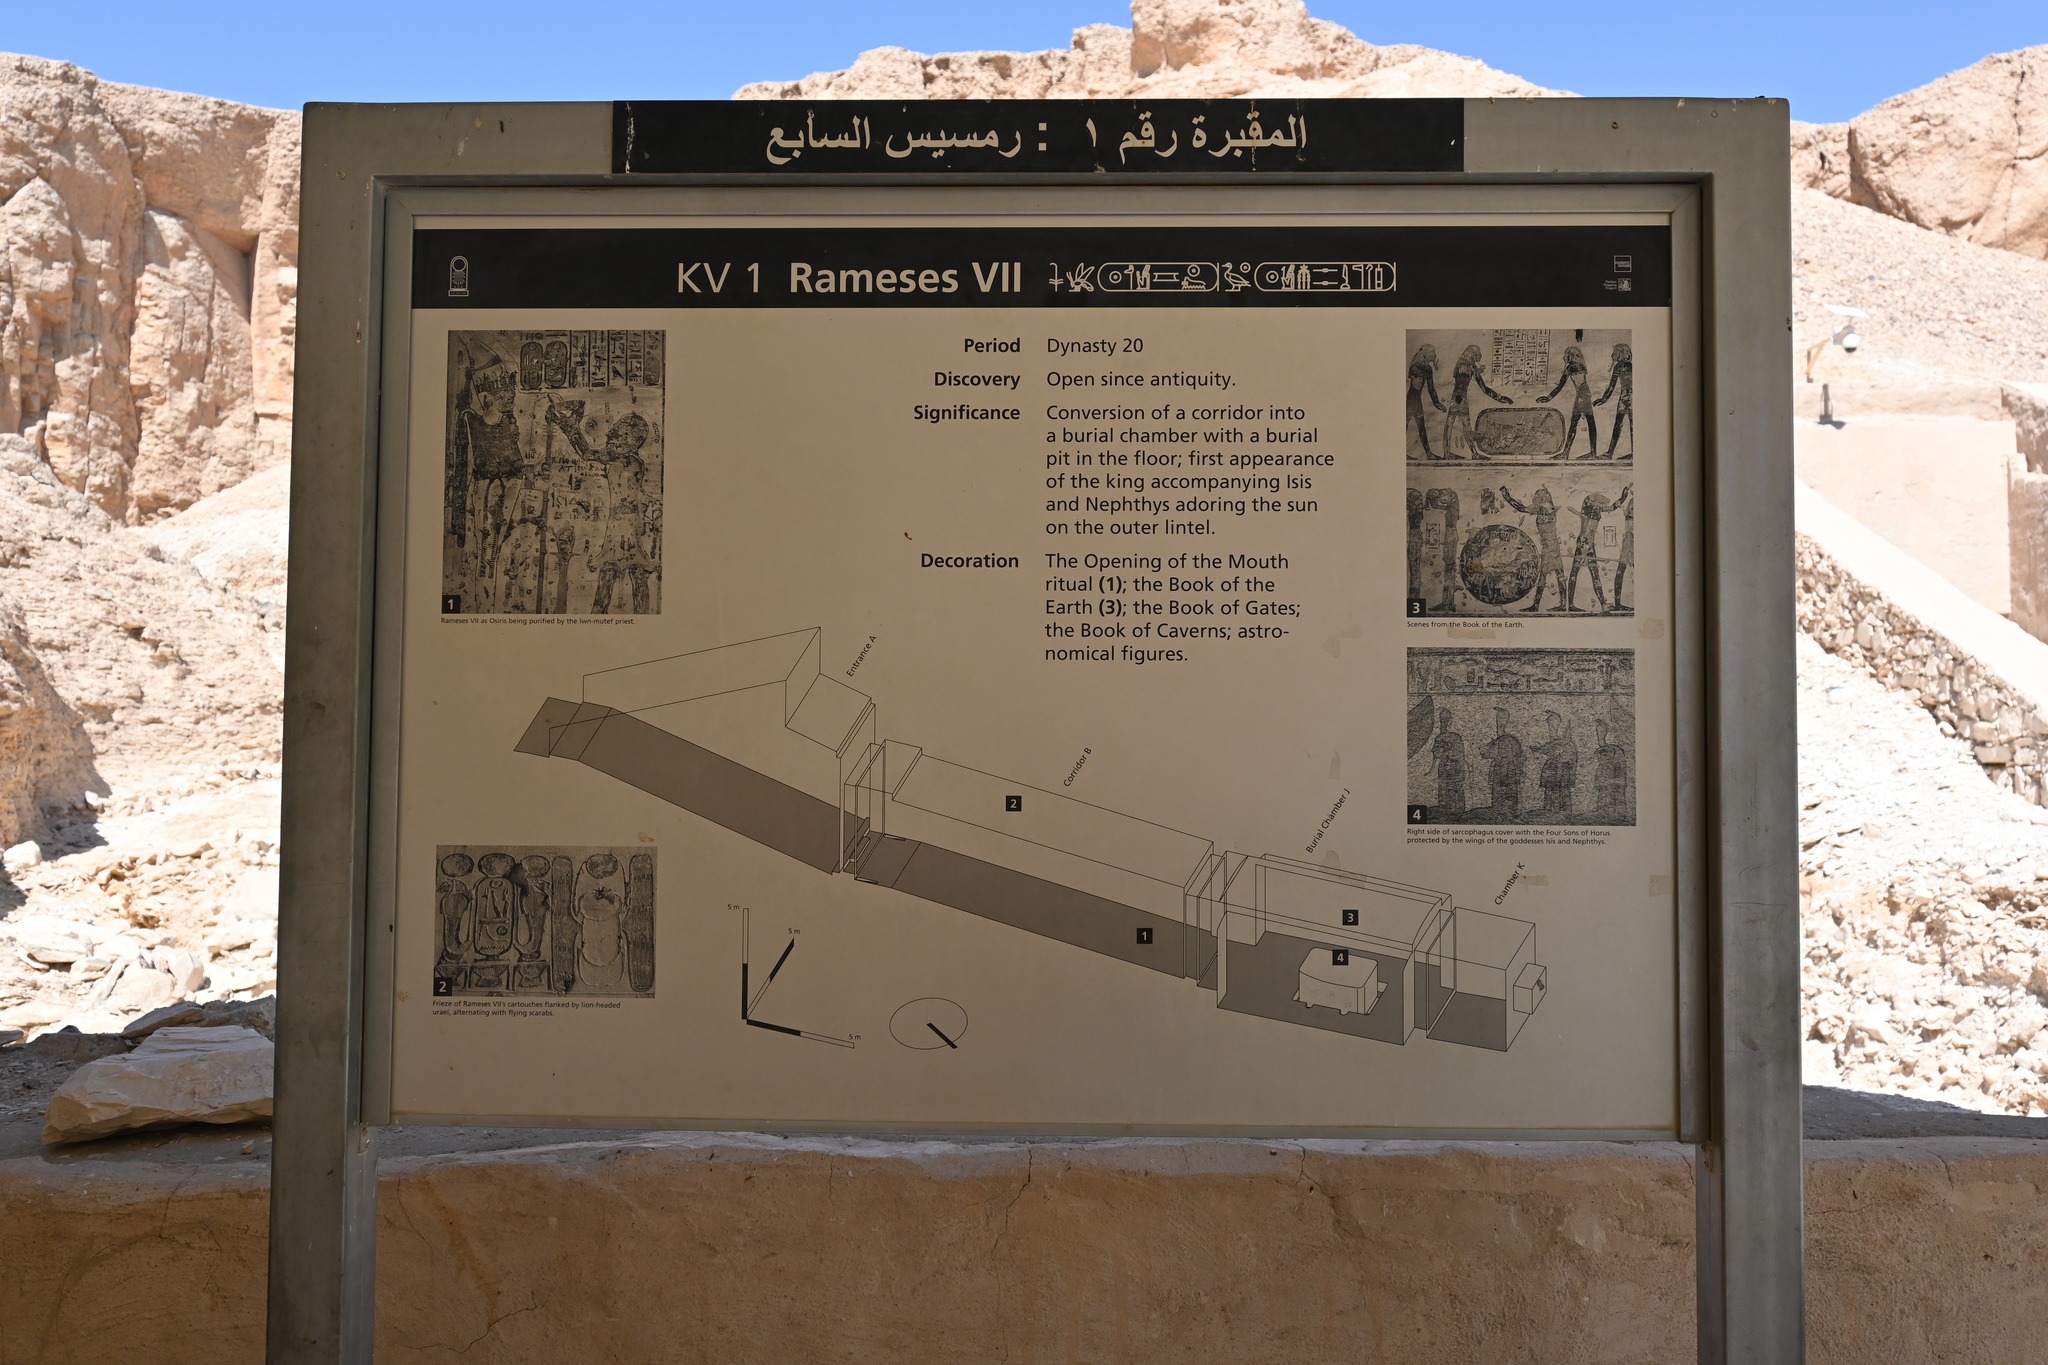 المقبرة رقم ١ : رمسيس السابع
KV 1 Rameses VII
Period Dynasty 20
Discovery Open since antiquity.
Significance Conversion of a corridor into
a burial chamber with a burial
pit in the floor; first appearance
of the king accompanying Isis
and Nephthys adoring the sun
on the outer lintel.
Decoration The Opening of the Mouth
ritual (1); the Book of the
Earth (3); the Book of Gates;
the Book of Caverns; astro-
nomical figures.
1
Rameses VII as Osiris being purified by the Iwn-mutef priest.
3
Scenes from the Book of the Earth.
4
Right side of sarcophagus cover with the Four Sons of Horus
protected by the wings of the goddesses Isis and Nephthys.
2
Frieze of Rameses VII's cartouches flanked by lion-headed
uraei, alternating with flying scarabs.
Entrance A
Corridor B
Burial Chamber J
Chamber K
2
1
3
4
5 m
5 m
5 m